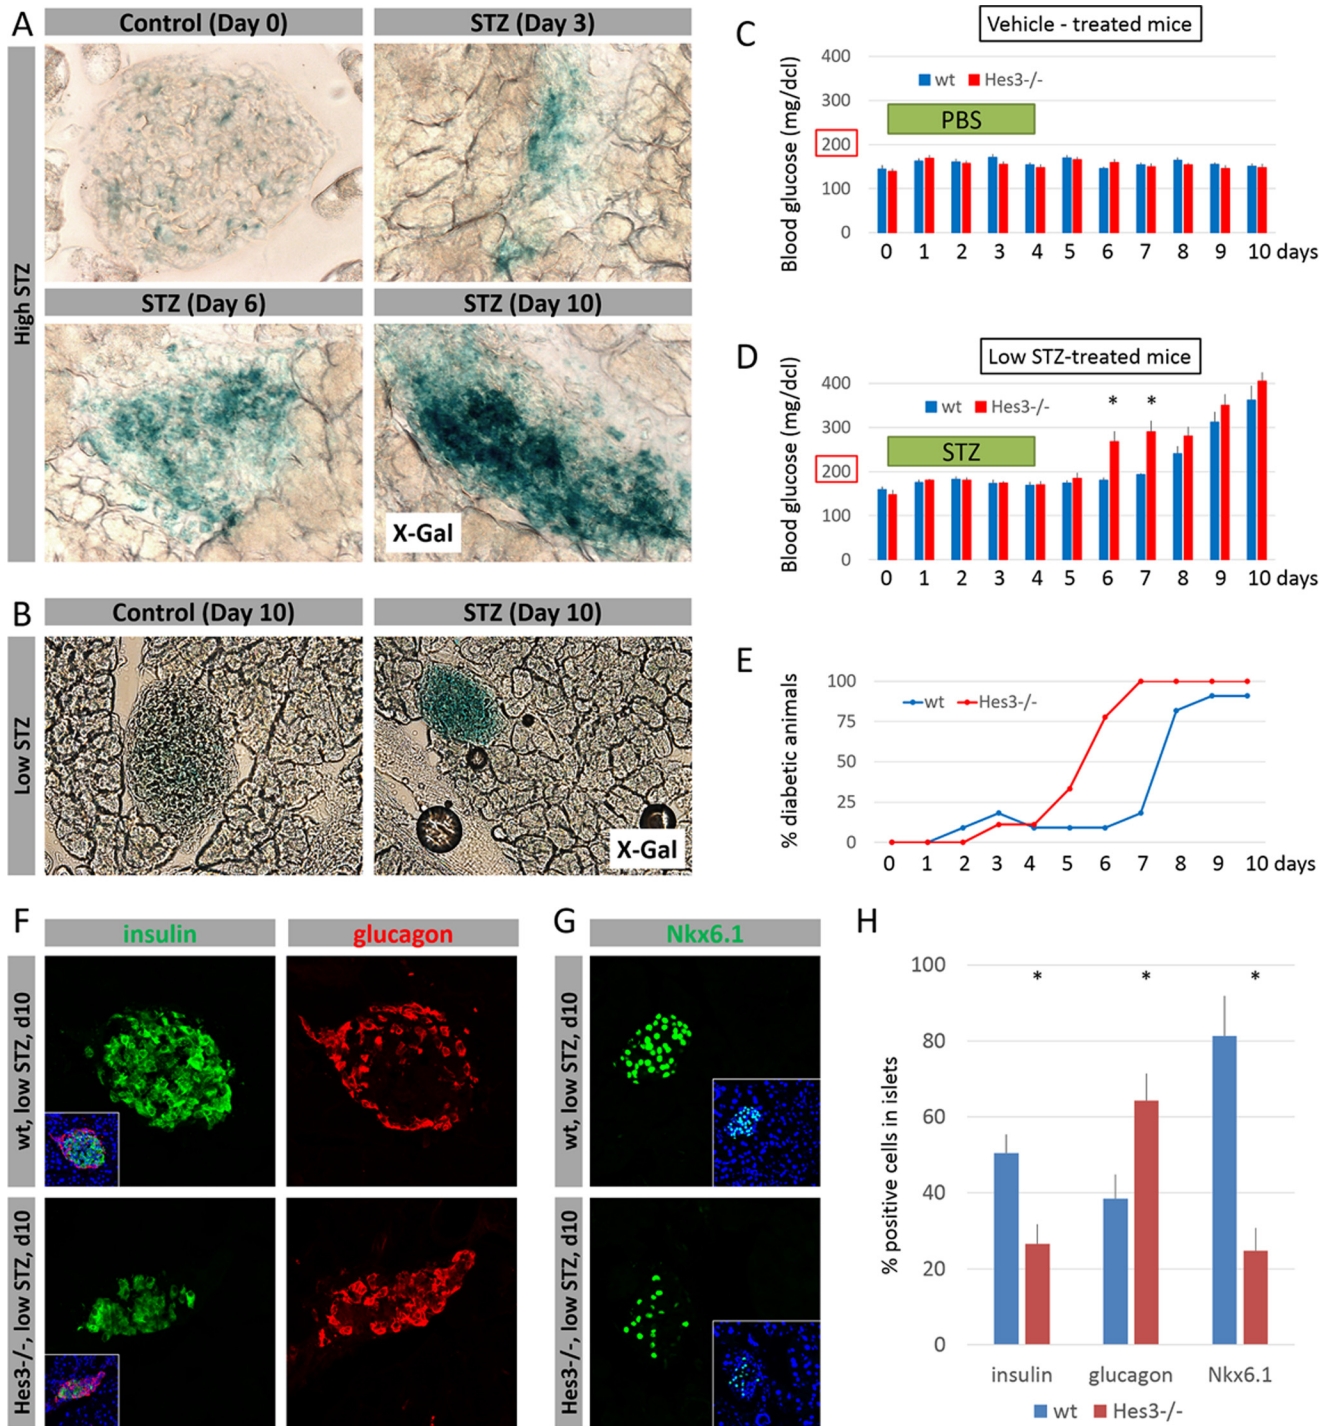 A
Control (Day 0)
STZ (Day 3)
High STZ
STZ (Day 6)
STZ (Day 10)
X-Gal
B
Control (Day 10)
STZ (Day 10)
Low STZ
X-Gal
C
Vehicle - treated mice
Blood glucose (mg/dcl)
400
300
200
100
0
wt Hes3-/-
PBS
0 1 2 3 4 5 6 7 8 9 10 days
D
Low STZ-treated mice
Blood glucose (mg/dcl)
400
300
200
100
0
wt Hes3-/-
* *
STZ
0 1 2 3 4 5 6 7 8 9 10 days
E
% diabetic animals
100
75
50
25
0
wt Hes3-/-
0 1 2 3 4 5 6 7 8 9 10 days
F
insulin
glucagon
wt, low STZ, d10
Hes3-/-, low STZ, d10
G
Nkx6.1
wt, low STZ, d10
Hes3-/-, low STZ, d10
H
% positive cells in islets
100
80
60
40
20
0
* * *
insulin glucagon Nkx6.1
wt Hes3-/-